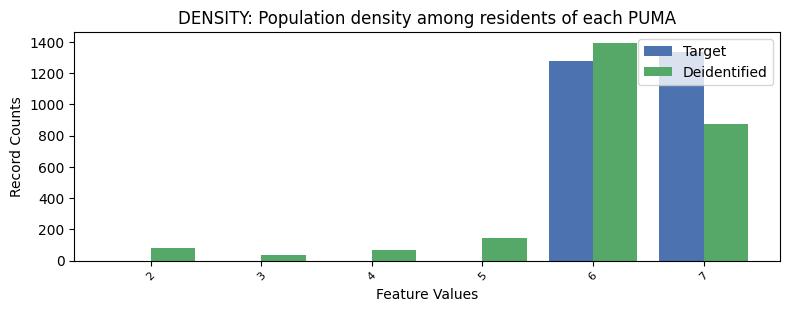 DENSITY: Population density among residents of each PUMA
Record Counts
1400
1200
1000
800
600
400
200
0
Target
Deidentified
2
3
4
5
6
7
Feature Values